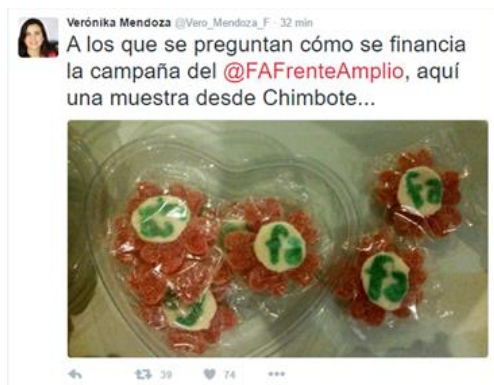 Verónika Mendoza @Vero_Mendoza_F · 32 min
A los que se preguntan cómo se financia
la campaña del @FAFrenteAmplio, aquí
una muestra desde Chimbote...
fa
fa
fa
fa
fa
39 74